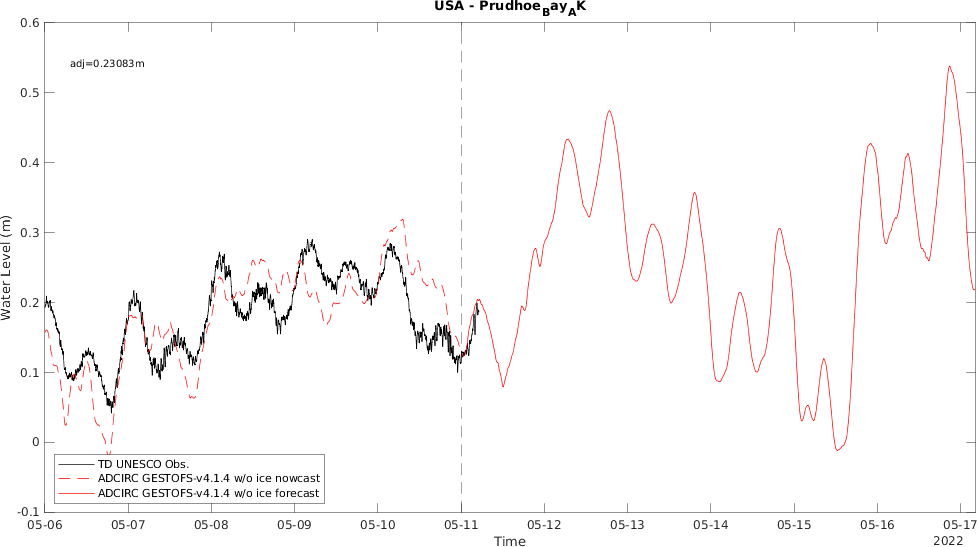 USA - Prudhoe_Bay_AK
adj=0.23083m
0.6
0.5
0.4
0.3
0.2
0.1
0
-0.1
Water Level (m)
TD UNESCO Obs.
ADCIRC GESTOFS-v4.1.4 w/o ice nowcast
ADCIRC GESTOFS-v4.1.4 w/o ice forecast
05-06 05-07 05-08 05-09 05-10 05-11 05-12 05-13 05-14 05-15 05-16 05-17
Time
2022